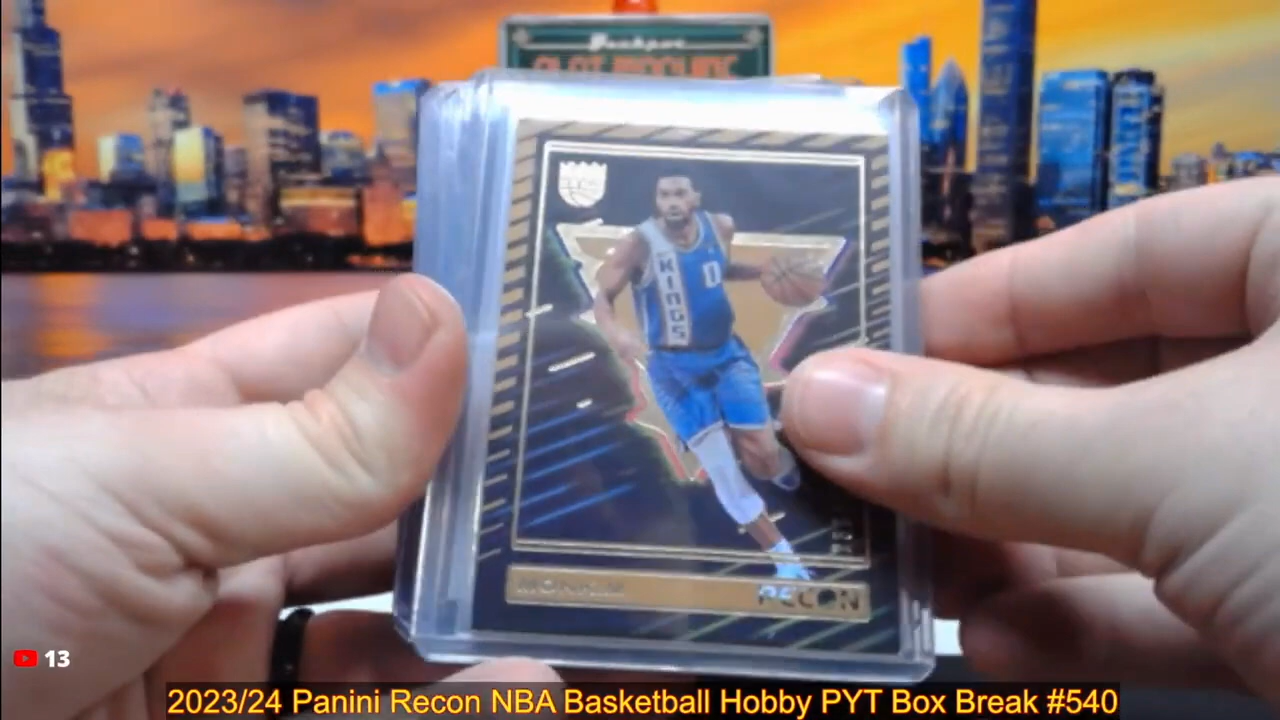 KINGS
0
RECON
13
2023/24 Panini Recon NBA Basketball Hobby PYT Box Break #540